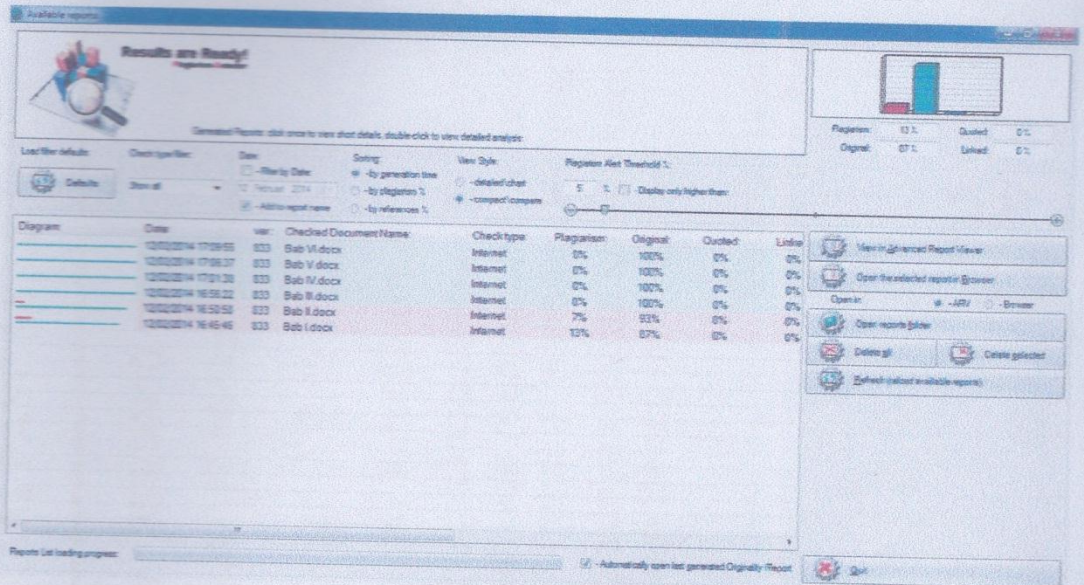 Available reports
Results are Ready!
Generated Reports: click once to view short details, double-click to view detailed analysis:
Plagiarism: 13 % Quoted: 0 %
Original: 87 % Linked: 0 %
Load filter defaults: Check type filter: Date: Sorting: View Style: Plagiarism Alert Threshold %:
Defaults Show all - Filter by Date: - by generation time - detailed chart 5 % - Display only higher than:
12 Februari 2014 - by plagiarism % - compact compare
- Add to report name - by references %
Diagram: Date: ver: Checked Document Name: Check type: Plagiarism: Original: Quoted: Linke
12/02/2014 17:09:55 833 Bab VI.docx Internet 0% 100% 0% 0%
12/02/2014 17:06:37 833 Bab V.docx Internet 0% 100% 0% 0%
12/02/2014 17:01:30 833 Bab IV.docx Internet 0% 100% 0% 0%
12/02/2014 16:56:22 833 Bab III.docx Internet 0% 100% 0% 0%
12/02/2014 16:50:50 833 Bab II.docx Internet 7% 93% 0% 0%
12/02/2014 16:45:46 833 Bab I.docx Internet 13% 87% 0% 0%
View in Advanced Report Viewer
Open the selected report in Browser
Open in: - ARV - Browser
Open reports folder
Delete all Delete selected
Refresh (reload available reports)
Reports List loading progress: - Automatically open last generated Originality Report
Quit